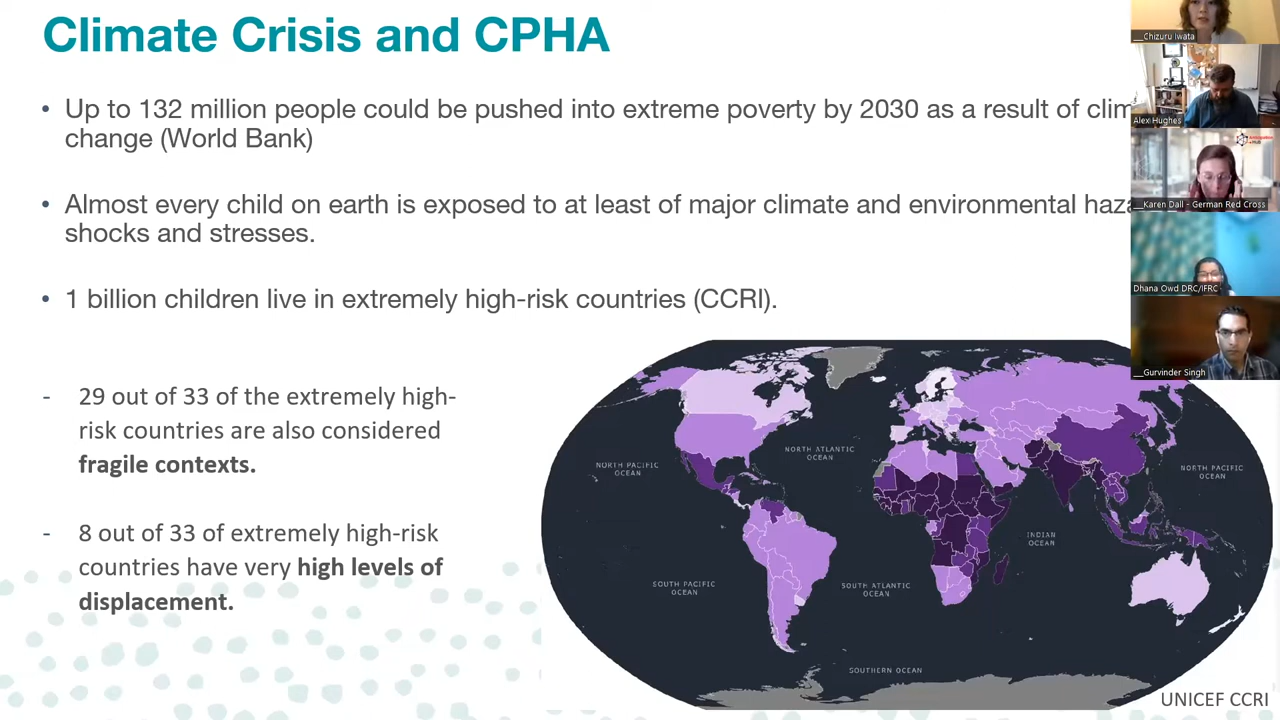 Climate Crisis and CPHA
• Up to 132 million people could be pushed into extreme poverty by 2030 as a result of clim
change (World Bank)
• Almost every child on earth is exposed to at least of major climate and environmental haza
shocks and stresses.
• 1 billion children live in extremely high-risk countries (CCRI).
- 29 out of 33 of the extremely high-
risk countries are also considered
fragile contexts.
- 8 out of 33 of extremely high-risk
countries have very high levels of
displacement.
NORTH PACIFIC
OCEAN
NORTH ATLANTIC
OCEAN
NORTH PACIFIC
OCEAN
INDIAN
OCEAN
SOUTH PACIFIC
OCEAN
SOUTH ATLANTIC
OCEAN
SOUTHERN OCEAN
UNICEF CCRI
__Chizuru Iwata
Alex Hughes
__Karen Dall - German Red Cross
Dhana Owd DRC/IFRC
__Gurvinder Singh